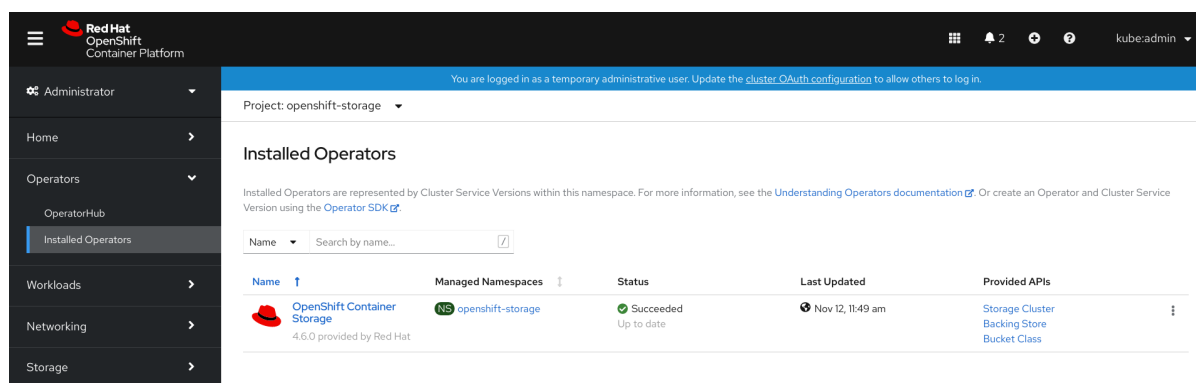 Red Hat
OpenShift
Container Platform
2
kube:admin
Administrator
You are logged in as a temporary administrative user. Update the cluster OAuth configuration to allow others to log in.
Project: openshift-storage
Home
Operators
OperatorHub
Installed Operators
Workloads
Networking
Storage
Installed Operators
Installed Operators are represented by Cluster Service Versions within this namespace. For more information, see the Understanding Operators documentation. Or create an Operator and Cluster Service
Version using the Operator SDK.
Name Search by name... /
Name Managed Namespaces Status Last Updated Provided APIs
OpenShift Container
Storage
4.6.0 provided by Red Hat
NS openshift-storage
Succeeded
Up to date
Nov 12, 11:49 am
Storage Cluster
Backing Store
Bucket Class